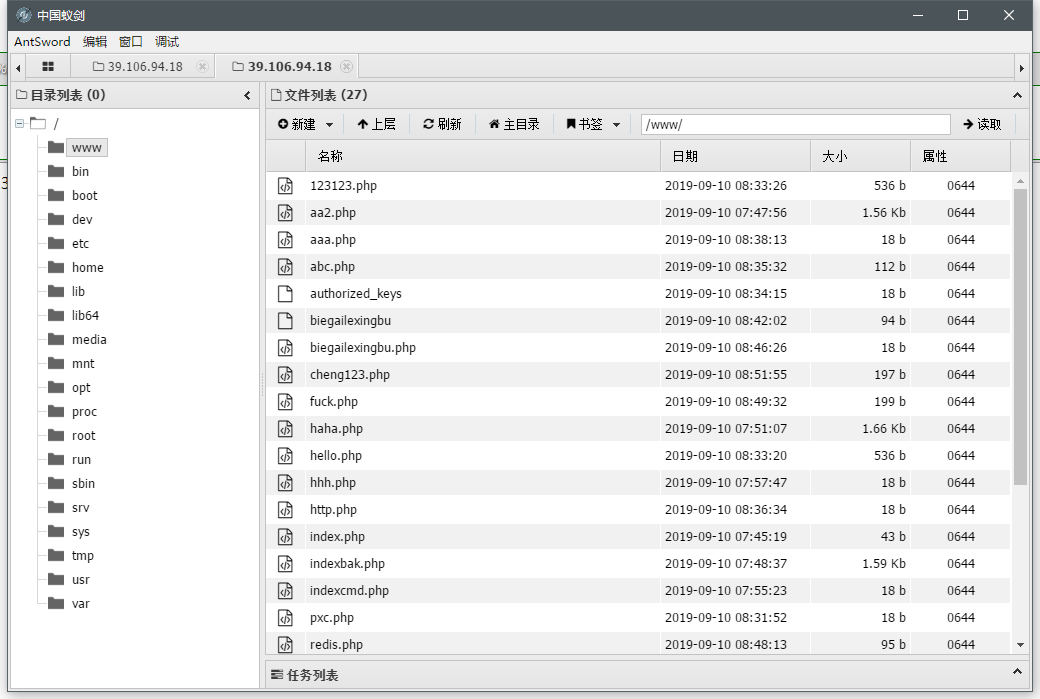 中国蚁剑
AntSword 编辑 窗口 调试
39.106.94.18 39.106.94.18
目录列表 (0)
/
www
bin
boot
dev
etc
home
lib
lib64
media
mnt
opt
proc
root
run
sbin
srv
sys
tmp
usr
var
文件列表 (27)
新建 上层 刷新 主目录 书签 /www/ 读取
名称 日期 大小 属性
123123.php 2019-09-10 08:33:26 536 b 0644
aa2.php 2019-09-10 07:47:56 1.56 Kb 0644
aaa.php 2019-09-10 08:38:13 18 b 0644
abc.php 2019-09-10 08:35:32 112 b 0644
authorized_keys 2019-09-10 08:34:15 18 b 0644
biegailexingbu 2019-09-10 08:42:02 94 b 0644
biegailexingbu.php 2019-09-10 08:46:26 18 b 0644
cheng123.php 2019-09-10 08:51:55 197 b 0644
fuck.php 2019-09-10 08:49:32 199 b 0644
haha.php 2019-09-10 07:51:07 1.66 Kb 0644
hello.php 2019-09-10 08:33:20 536 b 0644
hhh.php 2019-09-10 07:57:47 18 b 0644
http.php 2019-09-10 08:36:34 18 b 0644
index.php 2019-09-10 07:45:19 43 b 0644
indexbak.php 2019-09-10 07:48:37 1.59 Kb 0644
indexcmd.php 2019-09-10 07:55:23 18 b 0644
pxc.php 2019-09-10 08:31:52 18 b 0644
redis.php 2019-09-10 08:48:13 95 b 0644
任务列表